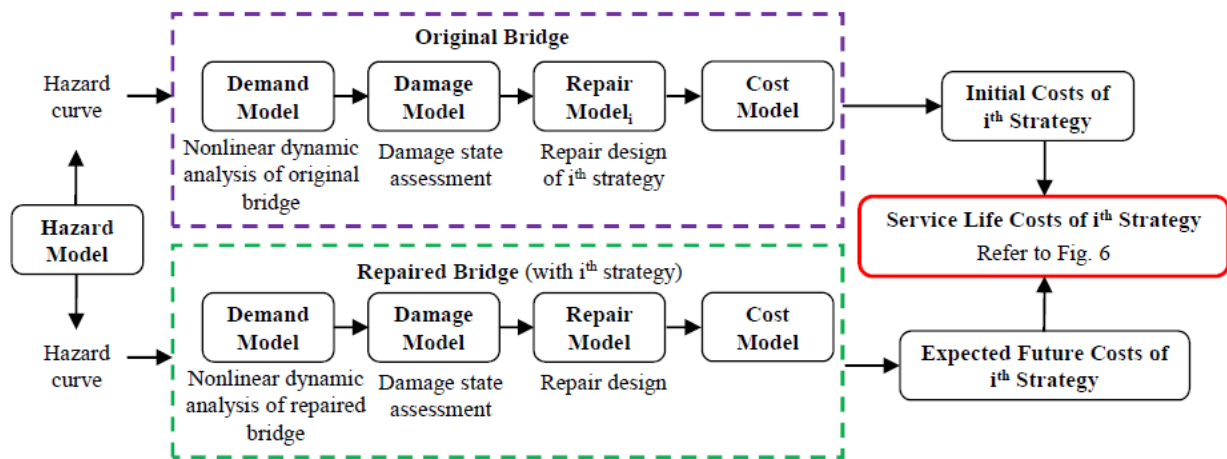 Original Bridge
Hazard
curve
Demand
Model
Damage
Model
Repair
Modelᵢ
Cost
Model
Nonlinear dynamic
analysis of original
bridge
Damage state
assessment
Repair design
of iᵗʰ strategy
Initial Costs of
iᵗʰ Strategy
Hazard
Model
Service Life Costs of iᵗʰ Strategy
Refer to Fig. 6
Repaired Bridge (with iᵗʰ strategy)
Hazard
curve
Demand
Model
Damage
Model
Repair
Model
Cost
Model
Nonlinear dynamic
analysis of repaired
bridge
Damage state
assessment
Repair design
Expected Future Costs of
iᵗʰ Strategy